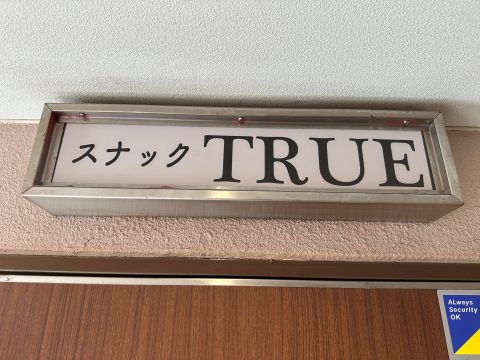 スナック TRUE
ALways
Security
OK